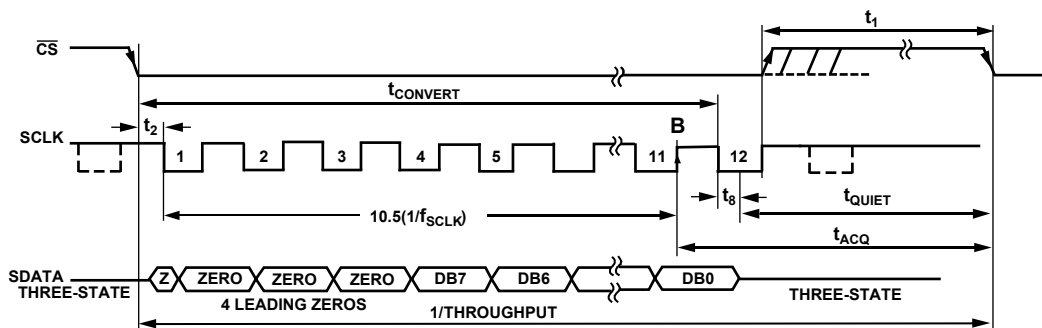 t1
CS
tCONVERT
t2
B
SCLK
1 2 3 4 5 11 12
t8
tQUIET
10.5(1/fSCLK)
tACQ
SDATA
Z ZERO ZERO ZERO DB7 DB6 DB0
THREE-STATE THREE-STATE
4 LEADING ZEROS
1/THROUGHPUT